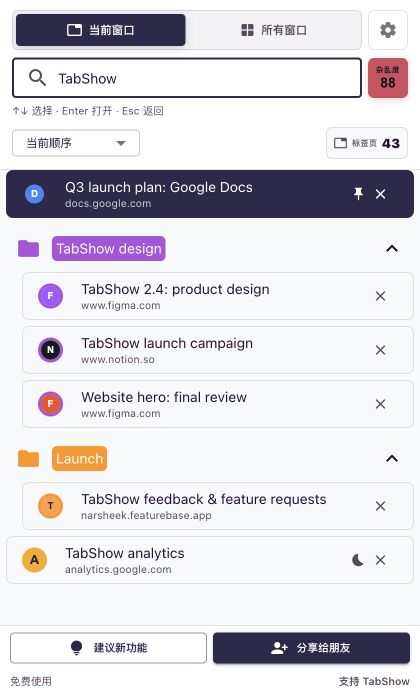 当前窗口
所有窗口
TabShow
杂乱度
88
↑↓ 选择 · Enter 打开 · Esc 返回
当前顺序
标签页 43
D
Q3 launch plan: Google Docs
docs.google.com
TabShow design
F
TabShow 2.4: product design
www.figma.com
N
TabShow launch campaign
www.notion.so
F
Website hero: final review
www.figma.com
Launch
T
TabShow feedback & feature requests
narsheek.featurebase.app
A
TabShow analytics
analytics.google.com
建议新功能
分享给朋友
免费使用
支持 TabShow